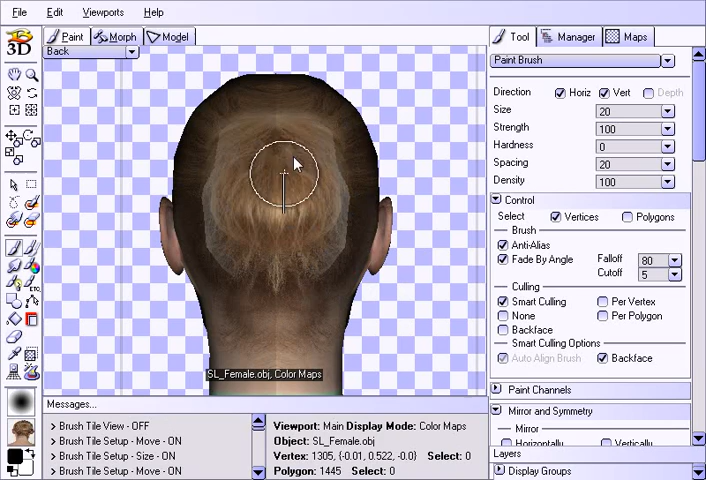 File Edit Viewports Help
3D Paint Morph Model Tool Manager Maps
Back
Paint Brush
Direction Horiz Vert Depth
Size 20
Strength 100
Hardness 0
Spacing 20
Density 100
Control
Select Vertices Polygons
Brush
Anti-Alias
Fade By Angle Falloff 80
Cutoff 5
Culling
Smart Culling Per Vertex
None Per Polygon
Backface
Smart Culling Options
Auto Align Brush Backface
Paint Channels
Mirror and Symmetry
Mirror
Horizontally Vertically
Layers
Display Groups
SL_Female.obj, Color Maps
Messages...
> Brush Tile View - OFF
> Brush Tile Setup - Move - ON
> Brush Tile Setup - Size - ON
> Brush Tile Setup - Move - ON
Viewport: Main Display Mode: Color Maps
Object: SL_Female.obj
Vertex: 1305, {-0.01, 0.522, -0.0} Select: 0
Polygon: 1445 Select: 0